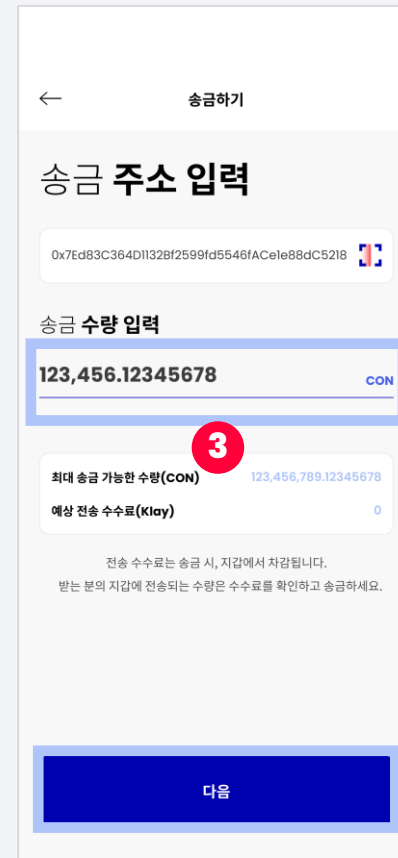 송금하기
송금 주소 입력
0x7Ed83C364D1132Bf2599fd5546fACe1e88dC5218
송금 수량 입력
123,456.12345678 CON
3
최대 송금 가능한 수량(CON) 123,456,789.12345678
예상 전송 수수료(Klay) 0
전송 수수료는 송금 시, 지갑에서 차감됩니다.
받는 분의 지갑에 전송되는 수량은 수수료를 확인하고 송금하세요.
다음